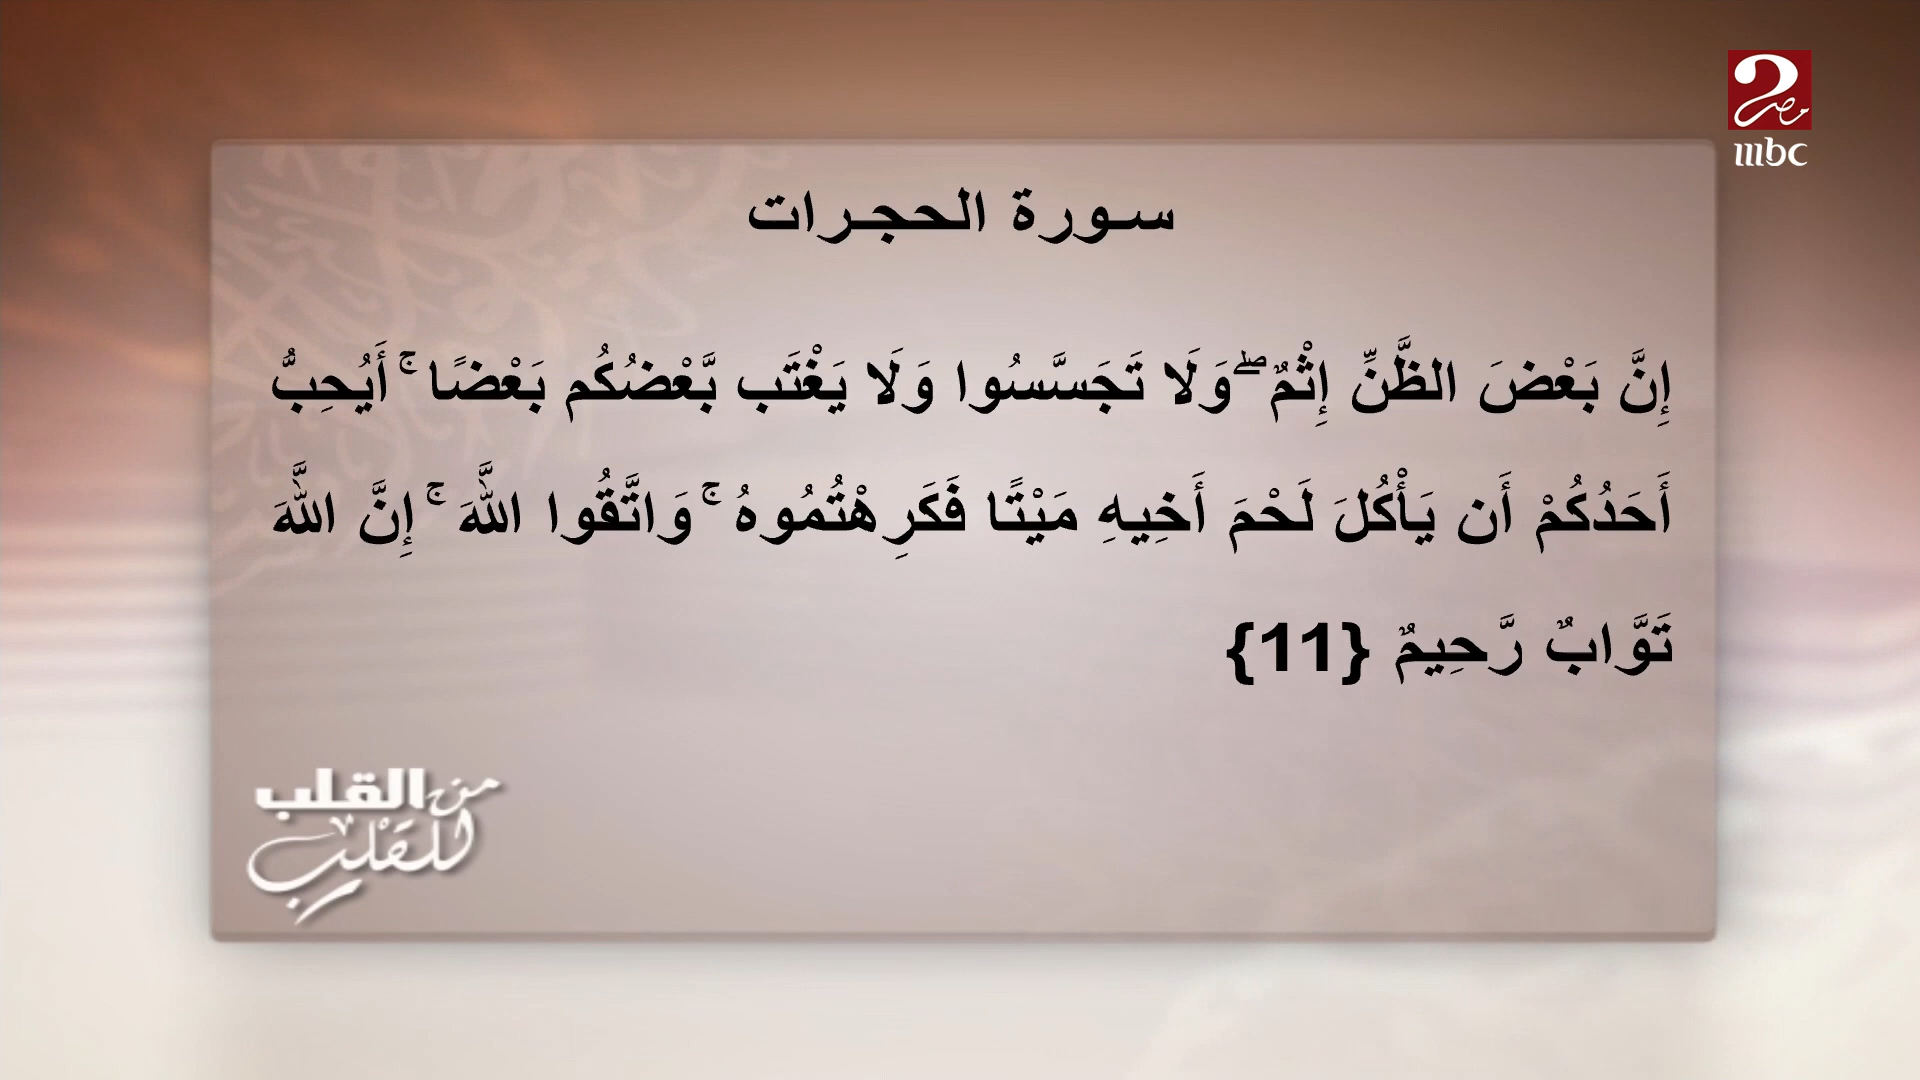 مصر
mbc
سورة الحجرات
إِنَّ بَعْضَ الظَّنِّ إِثْمٌ ۖ وَلَا تَجَسَّسُوا وَلَا يَغْتَب بَّعْضُكُم بَعْضًا ۚ أَيُحِبُّ
أَحَدُكُمْ أَن يَأْكُلَ لَحْمَ أَخِيهِ مَيْتًا فَكَرِهْتُمُوهُ ۚ وَاتَّقُوا اللَّهَ ۚ إِنَّ اللَّهَ
تَوَّابٌ رَّحِيمٌ {11}
من القلب
للقلب